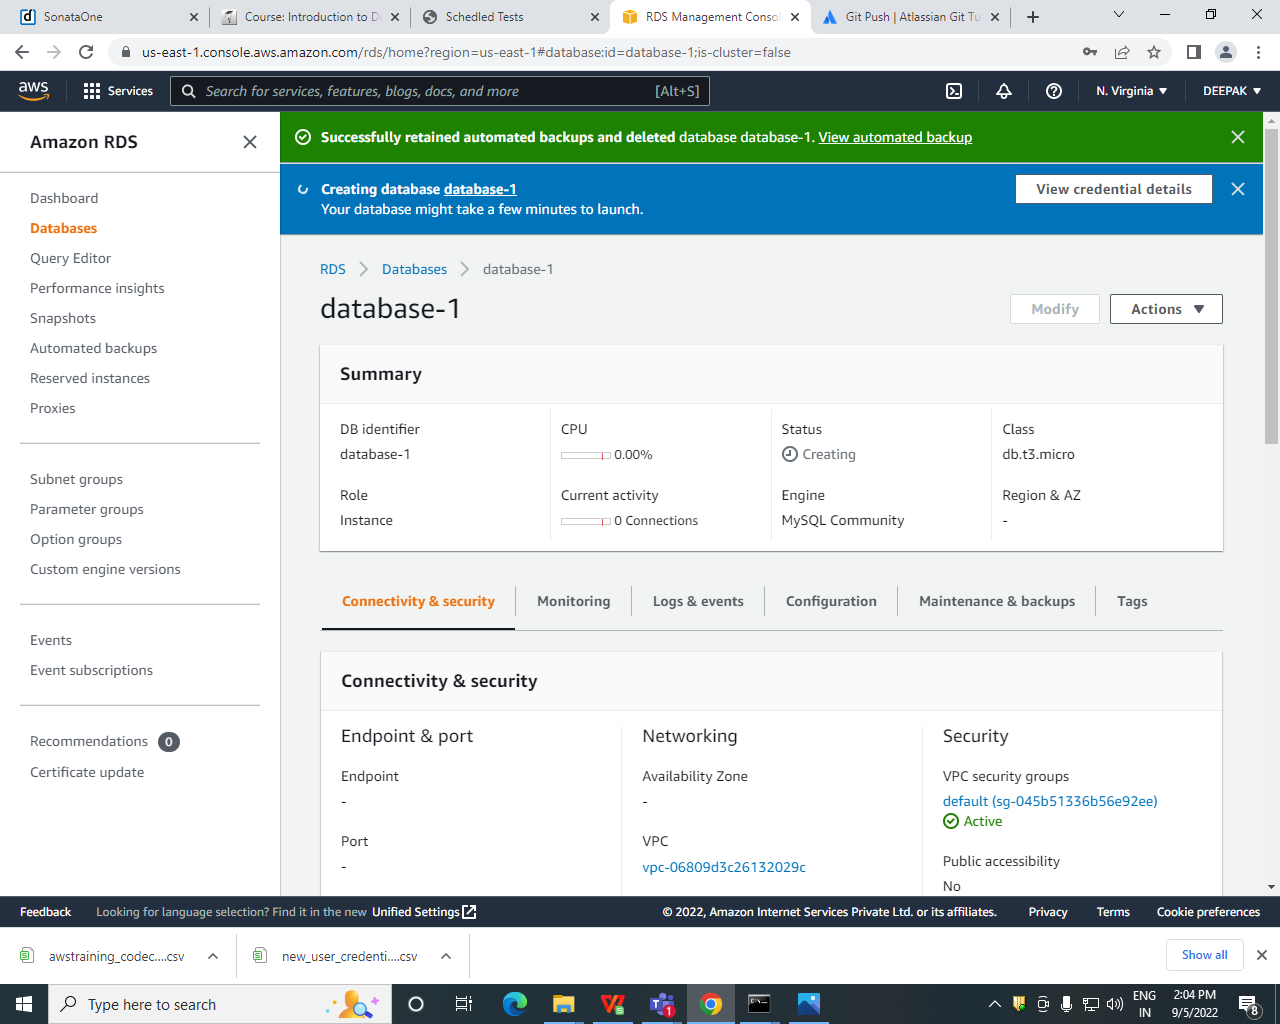 SonataOne
Course: Introduction to D
Schedled Tests
RDS Management Conso
Git Push | Atlassian Git Tu
us-east-1.console.aws.amazon.com/rds/home?region=us-east-1#database:id=database-1;is-cluster=false
aws
Services
Search for services, features, blogs, docs, and more
[Alt+S]
N. Virginia
DEEPAK
Amazon RDS
Dashboard
Databases
Query Editor
Performance insights
Snapshots
Automated backups
Reserved instances
Proxies
Subnet groups
Parameter groups
Option groups
Custom engine versions
Events
Event subscriptions
Recommendations 0
Certificate update
Successfully retained automated backups and deleted database database-1. View automated backup
Creating database database-1
Your database might take a few minutes to launch.
View credential details
RDS
Databases
database-1
database-1
Modify
Actions
Summary
DB identifier
database-1
CPU
0.00%
Status
Creating
Class
db.t3.micro
Role
Instance
Current activity
0 Connections
Engine
MySQL Community
Region & AZ
-
Connectivity & security
Monitoring
Logs & events
Configuration
Maintenance & backups
Tags
Connectivity & security
Endpoint & port
Endpoint
-
Port
-
Networking
Availability Zone
-
VPC
vpc-06809d3c26132029c
Security
VPC security groups
default (sg-045b51336b56e92ee)
Active
Public accessibility
No
Feedback
Looking for language selection? Find it in the new Unified Settings
© 2022, Amazon Internet Services Private Ltd. or its affiliates.
Privacy
Terms
Cookie preferences
awstraining_codec....csv
new_user_credenti....csv
Show all
Type here to search
1
ENG
IN
2:04 PM
9/5/2022
8